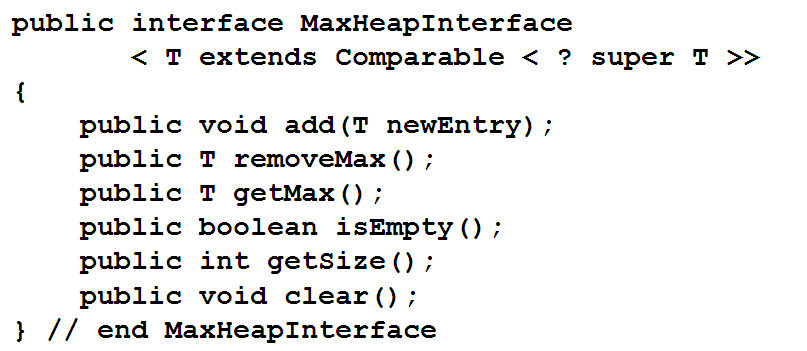 public interface MaxHeapInterface
< T extends Comparable < ? super T >>
{
public void add(T newEntry);
public T removeMax();
public T getMax();
public boolean isEmpty();
public int getSize();
public void clear();
} // end MaxHeapInterface